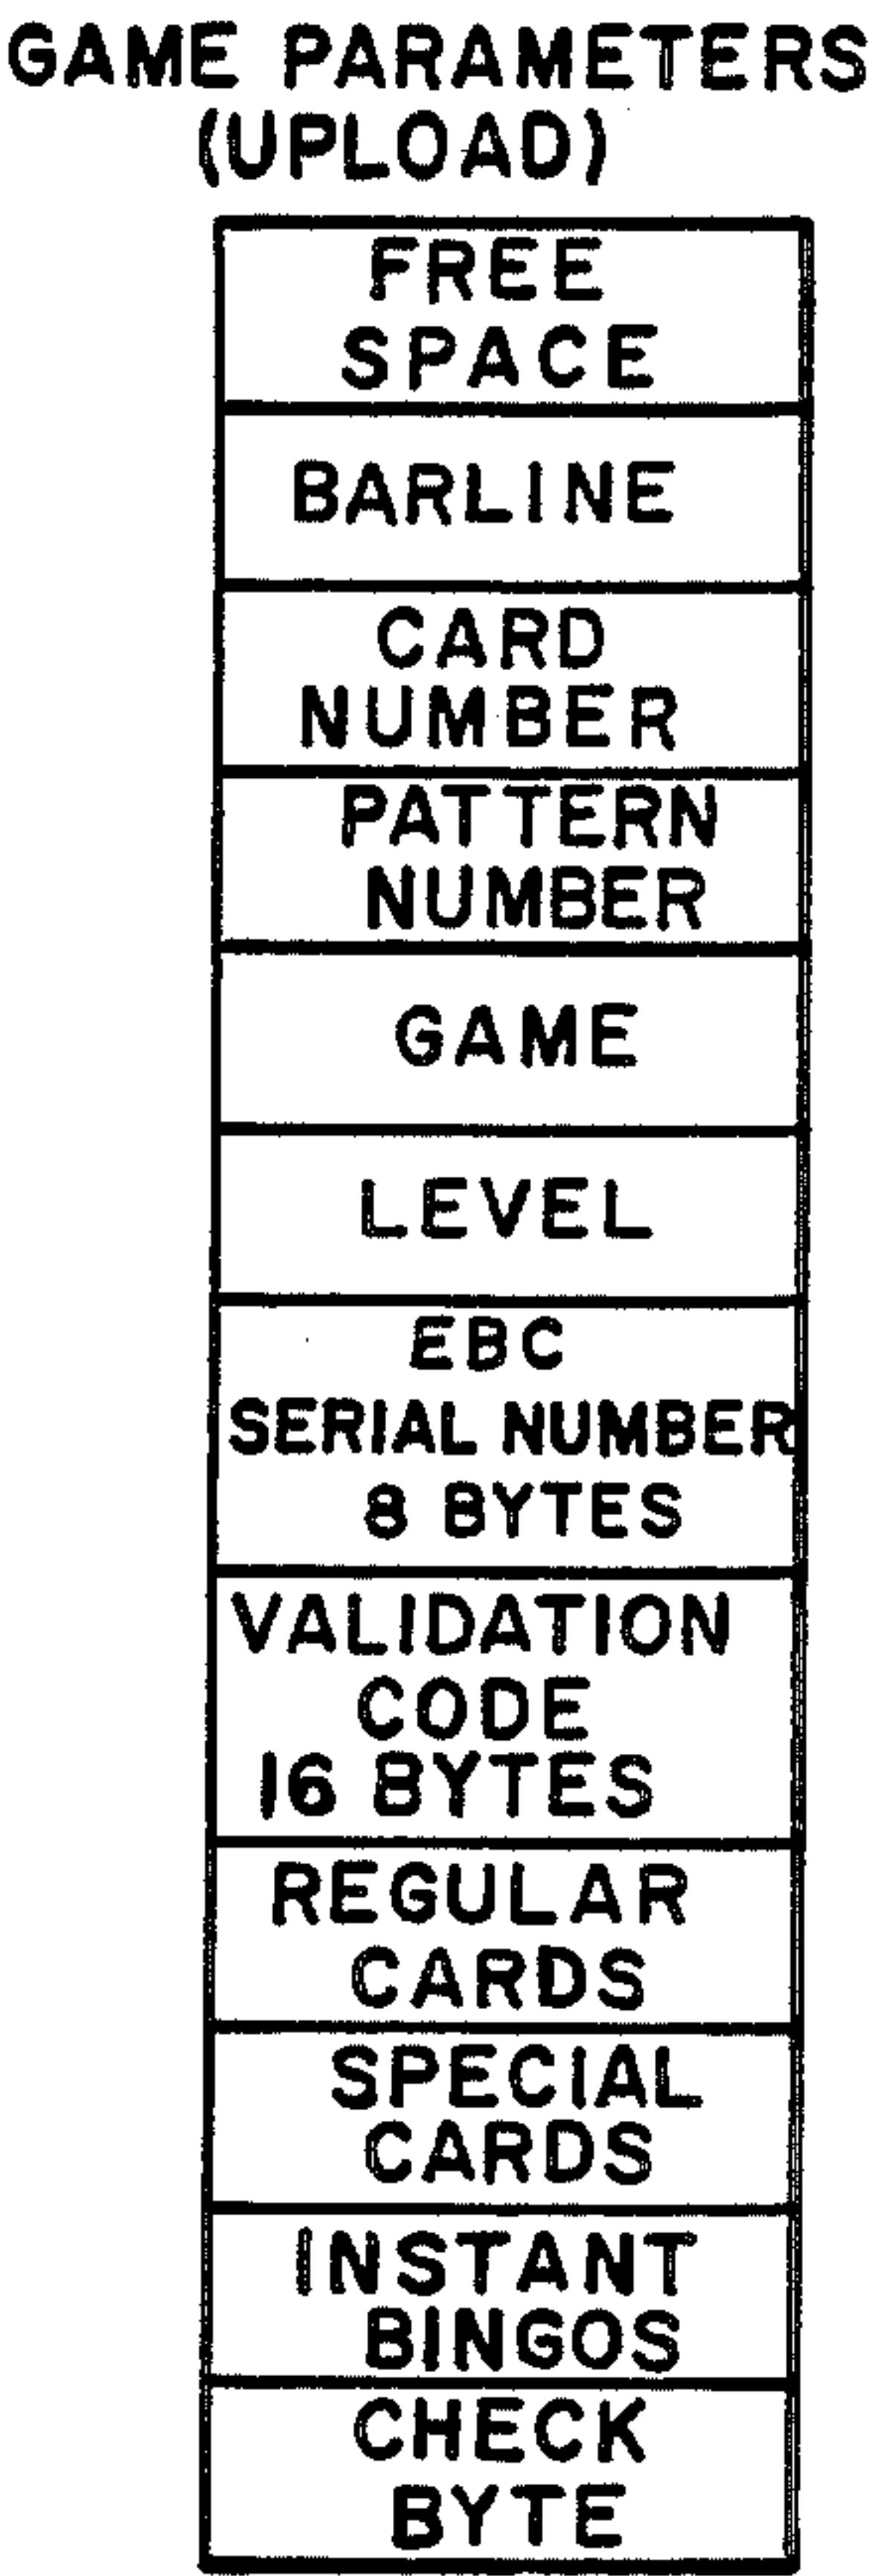 GAME PARAMETERS
(UPLOAD)
FREE
SPACE
BARLINE
CARD
NUMBER
PATTERN
NUMBER
GAME
LEVEL
EBC
SERIAL NUMBER
8 BYTES
VALIDATION
CODE
16 BYTES
REGULAR
CARDS
SPECIAL
CARDS
INSTANT
BINGOS
CHECK
BYTE